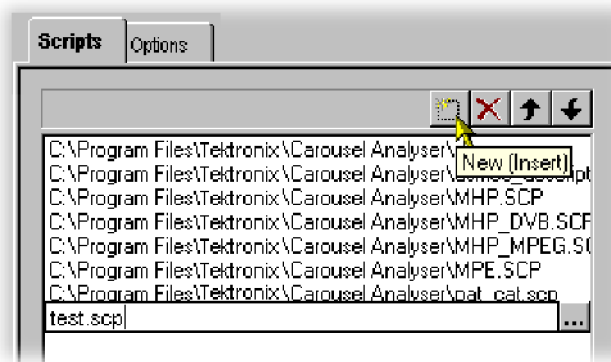 Scripts
Options
C:\Program Files\Tektronix\Carousel Analyser\
New (Insert)
C:\Program Files\Tektronix\Carousel Analyser\
C:\Program Files\Tektronix\Carousel Analyser\MHP.SCP
C:\Program Files\Tektronix\Carousel Analyser\MHP_DVB.SCP
C:\Program Files\Tektronix\Carousel Analyser\MHP_MPEG.SC
C:\Program Files\Tektronix\Carousel Analyser\MPE.SCP
C:\Program Files\Tektronix\Carousel Analyser\pat_cat.scp
test.scp
...